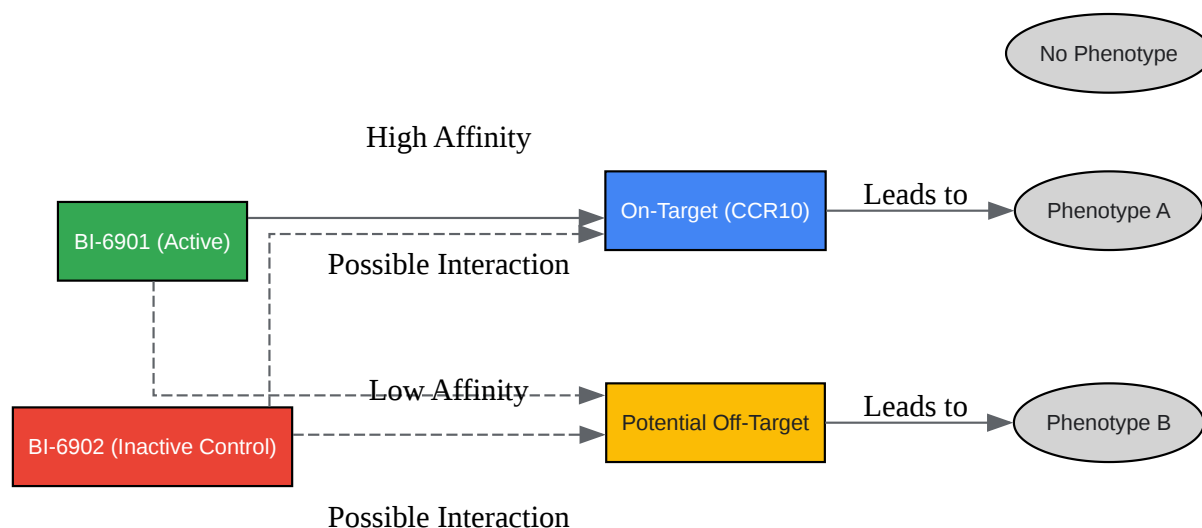 No Phenotype
High Affinity
On-Target (CCR10)
Leads to
Phenotype A
BI-6901 (Active)
Possible Interaction
Low Affinity
Leads to
Potential Off-Target
Phenotype B
BI-6902 (Inactive Control)
Possible Interaction